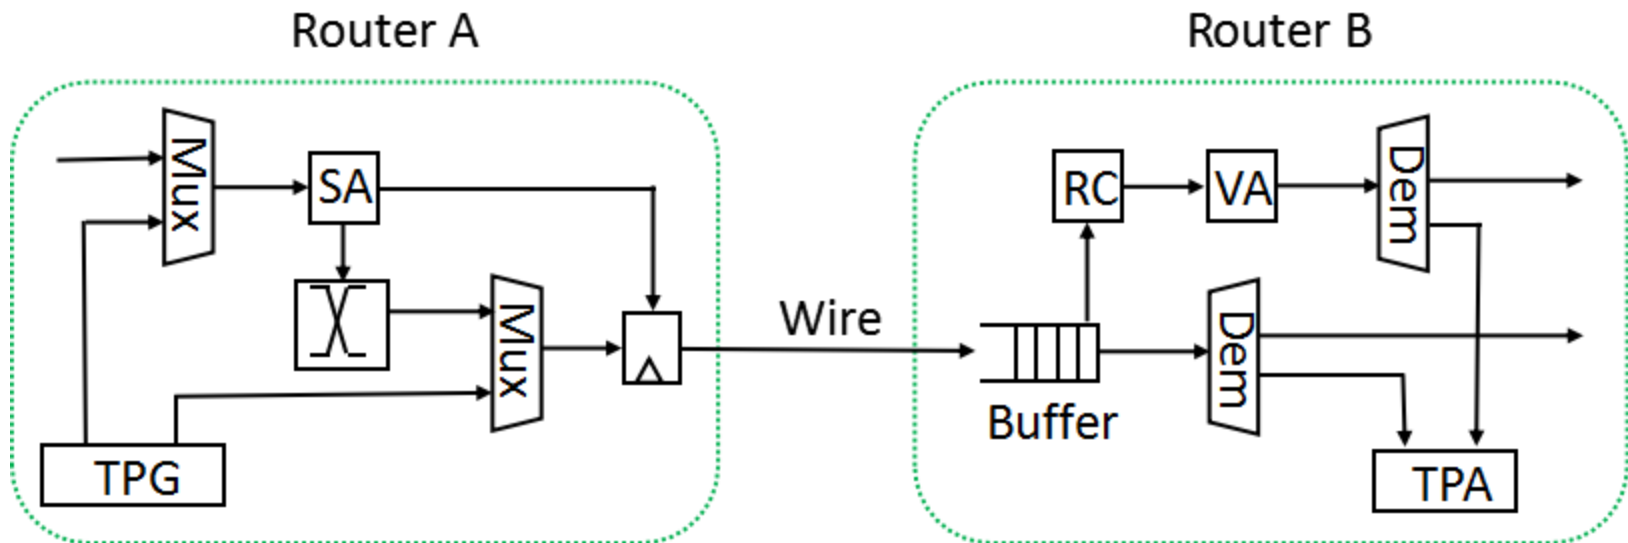 Router A
Router B
Mux
SA
RC
VA
Dem
Mux
Wire
Dem
Buffer
TPG
TPA